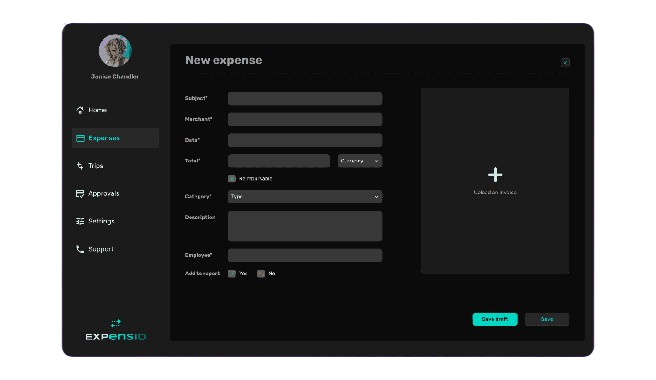 Janice Chandler
Home
Expenses
Trips
Approvals
Settings
Support
EXPENSIO
New expense
Subject*
Merchant*
Date*
Total*
Currency
Reimbursable
Category*
Type
Description
Employee*
Add to report
Yes
No
Upload an invoice
Save draft
Save